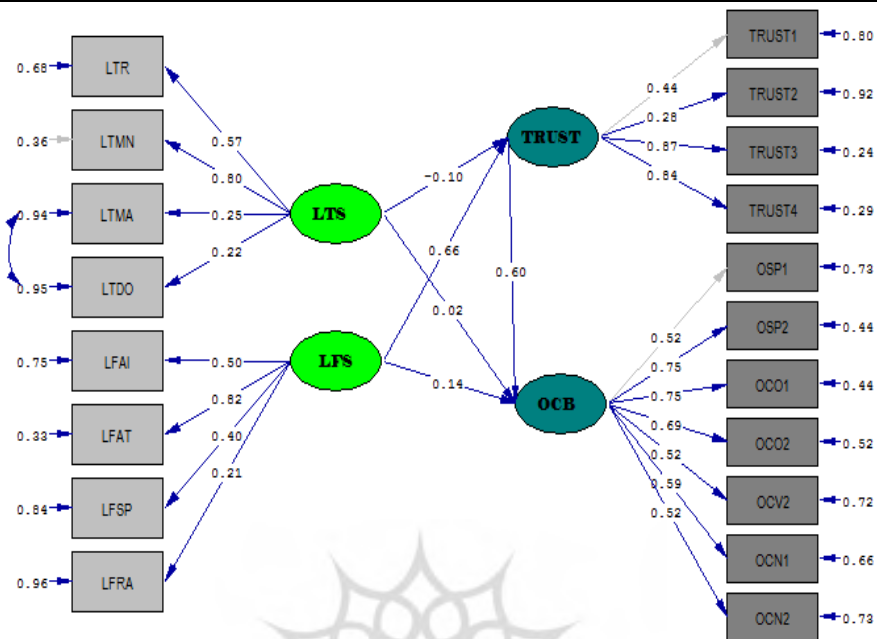 0.68
LTR
0.36
LTMN
0.94
LTMA
0.95
LTDO
0.75
LFAI
0.33
LFAT
0.84
LFSP
0.96
LFRA
0.57
0.80
0.25
0.22
LTS
0.50
0.82
0.40
0.21
LFS
-0.10
0.66
0.02
0.14
TRUST
0.60
OCB
0.44
0.28
0.87
0.84
0.52
0.75
0.75
0.69
0.52
0.59
0.52
TRUST1
0.80
TRUST2
0.92
TRUST3
0.24
TRUST4
0.29
OSP1
0.73
OSP2
0.44
OCO1
0.44
OCO2
0.52
OCV2
0.72
OCN1
0.66
OCN2
0.73